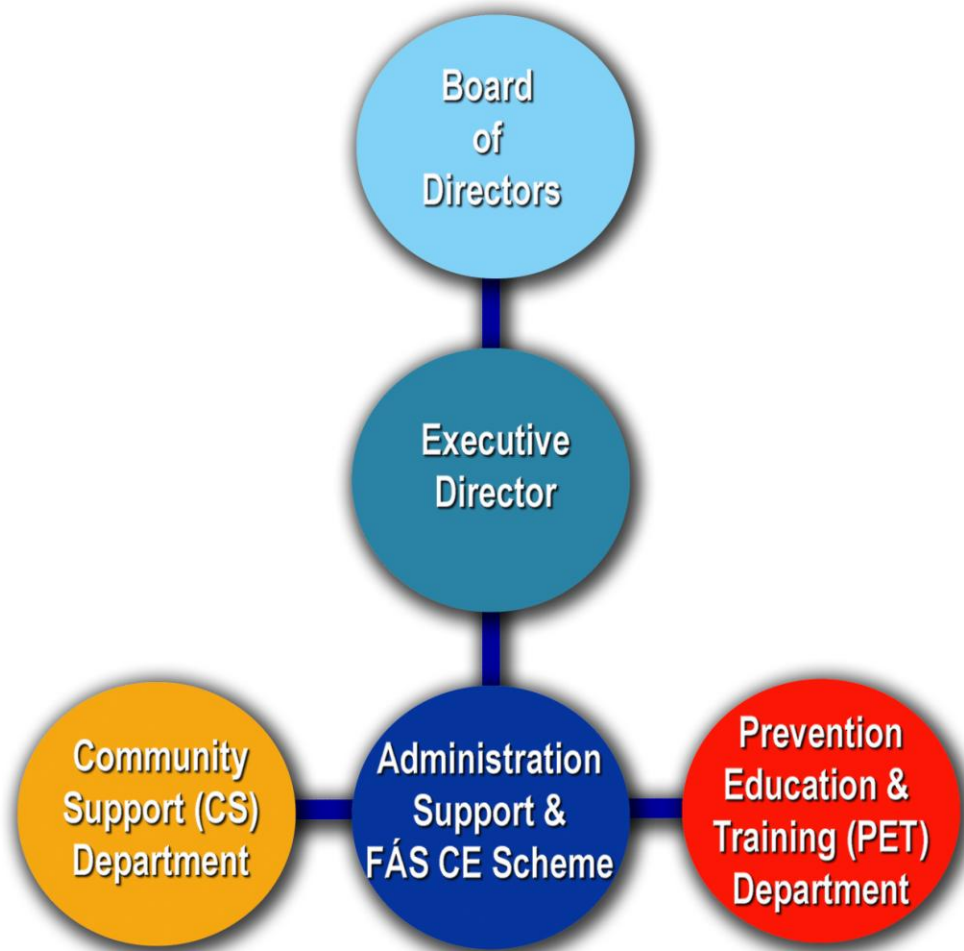 Board
of
Directors
Executive
Director
Community
Support (CS)
Department
Administration
Support &
FÁS CE Scheme
Prevention
Education &
Training (PET)
Department